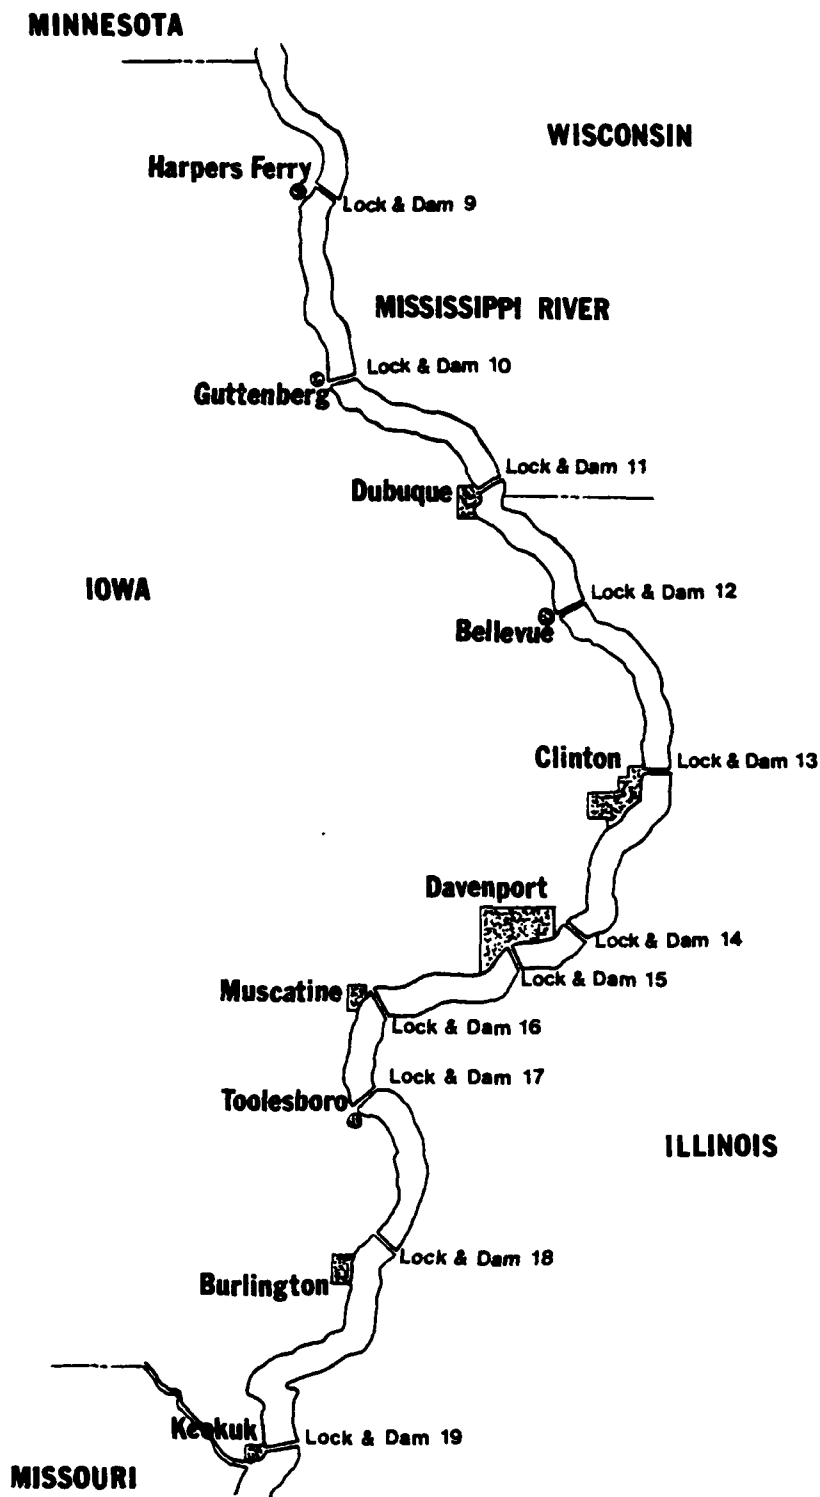 MINNESOTA
WISCONSIN
Harpers Ferry
Lock & Dam 9
MISSISSIPPI RIVER
Lock & Dam 10
Guttenberg
Lock & Dam 11
Dubuque
IOWA
Lock & Dam 12
Bellevue
Clinton
Lock & Dam 13
Davenport
Lock & Dam 14
Lock & Dam 15
Muscatine
Lock & Dam 16
Lock & Dam 17
Toolesboro
ILLINOIS
Lock & Dam 18
Burlington
Keokuk
Lock & Dam 19
MISSOURI